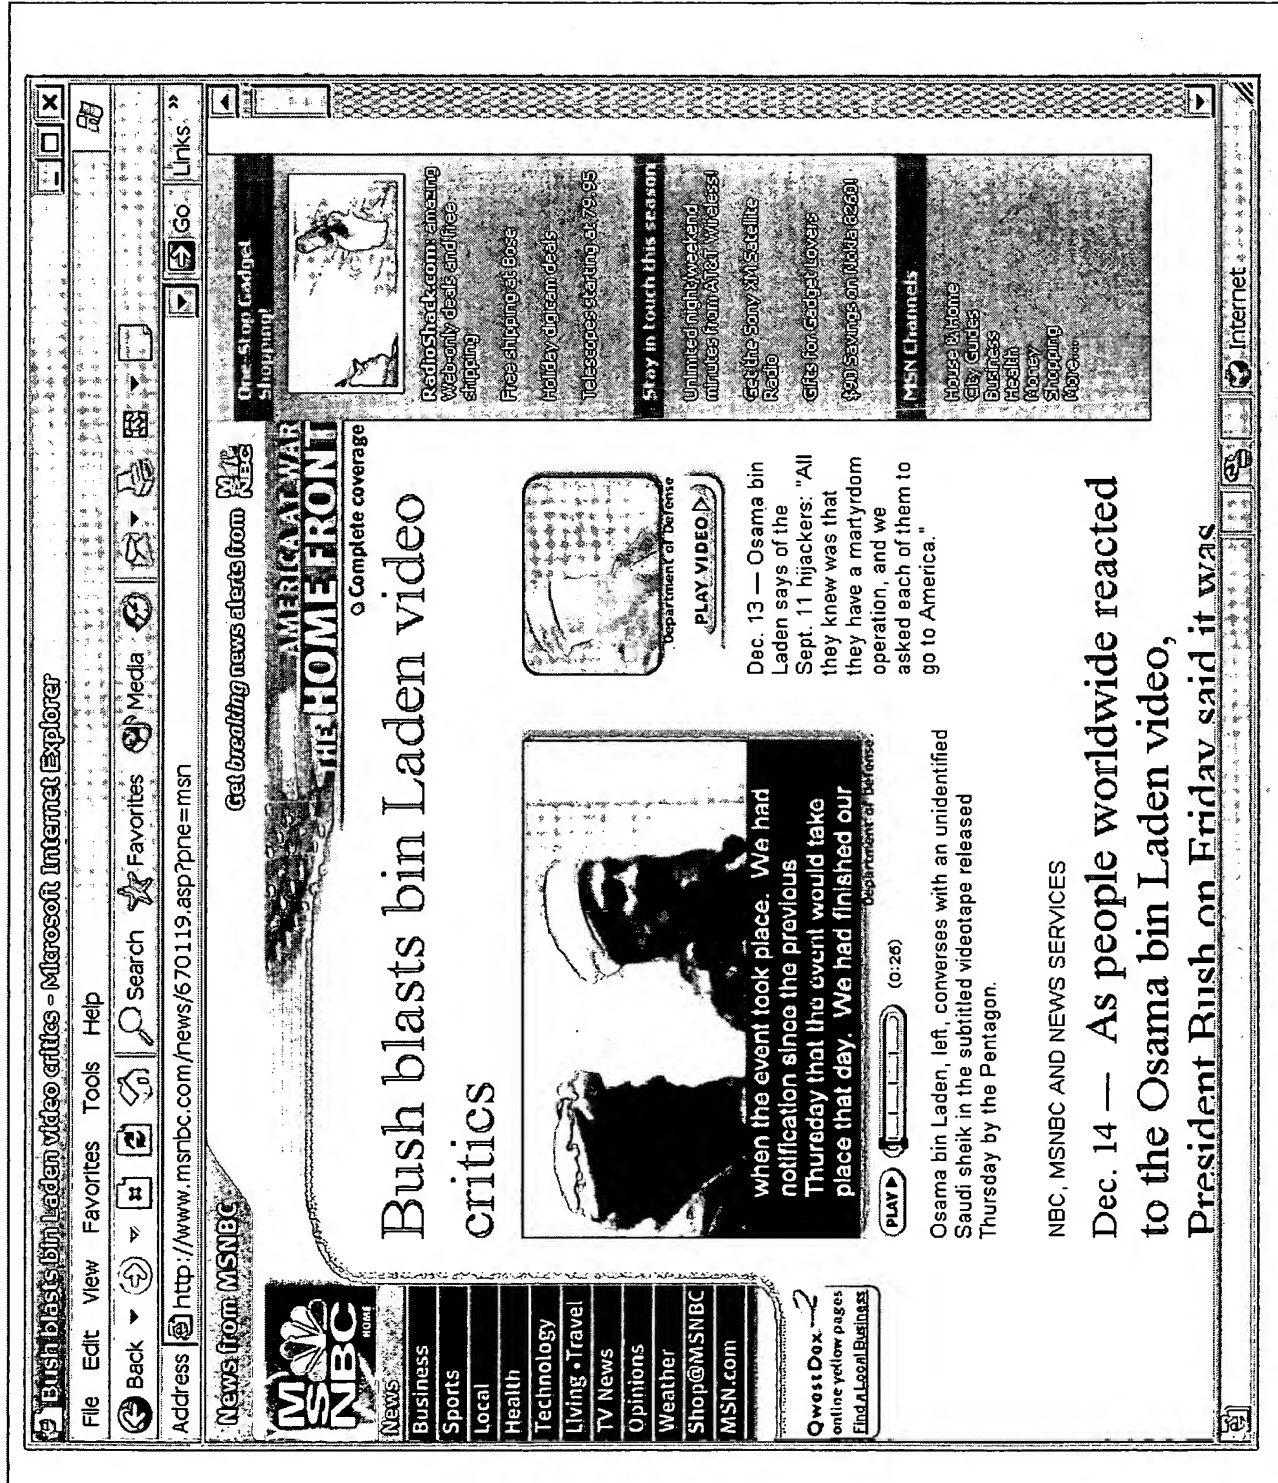 Bush blasts bin Laden video critics - Microsoft Internet Explorer
File Edit View Favorites Tools Help
Back Search Favorites Media
Address http://www.msnbc.com/news/670119.asp?pne=msn Go Links »
News from MSNBC Get breaking news alerts from MSNBC
MSNBC HOME
News
Business
Sports
Local
Health
Technology
Living • Travel
TV News
Opinions
Weather
Shop@MSNBC
MSN.com
Qwest Dex
online yellow pages
Find A Local Business
AMERICA AT WAR
THE HOME FRONT
Complete coverage
Bush blasts bin Laden video
critics
when the event took place. We had
notification since the previous
Thursday that the event would take
place that day. We had finished our
Department of Defense
PLAY (0:26)
Osama bin Laden, left, converses with an unidentified
Saudi sheik in the subtitled videotape released
Thursday by the Pentagon.
Department of Defense
PLAY VIDEO
Dec. 13 — Osama bin
Laden says of the
Sept. 11 hijackers: "All
they knew was that
they have a martyrdom
operation, and we
asked each of them to
go to America."
NBC, MSNBC AND NEWS SERVICES
Dec. 14 — As people worldwide reacted
to the Osama bin Laden video,
President Bush on Friday said it was
One-Stop Gadget
Shopping!
RadioShack.com: amazing
Web-only deals and free
shipping
Free shipping at Bose
Holiday digicam deals
Telescopes starting at 79.95
Stay in touch this season
Unlimited night/weekend
minutes from AT&T Wireless!
Get the Sony XM Satellite
Radio
Gifts for Gadget Lovers
$90 savings on Nokia 8260!
MSN Channels
House & Home
City Guides
Business
Health
Money
Shopping
More...
Internet